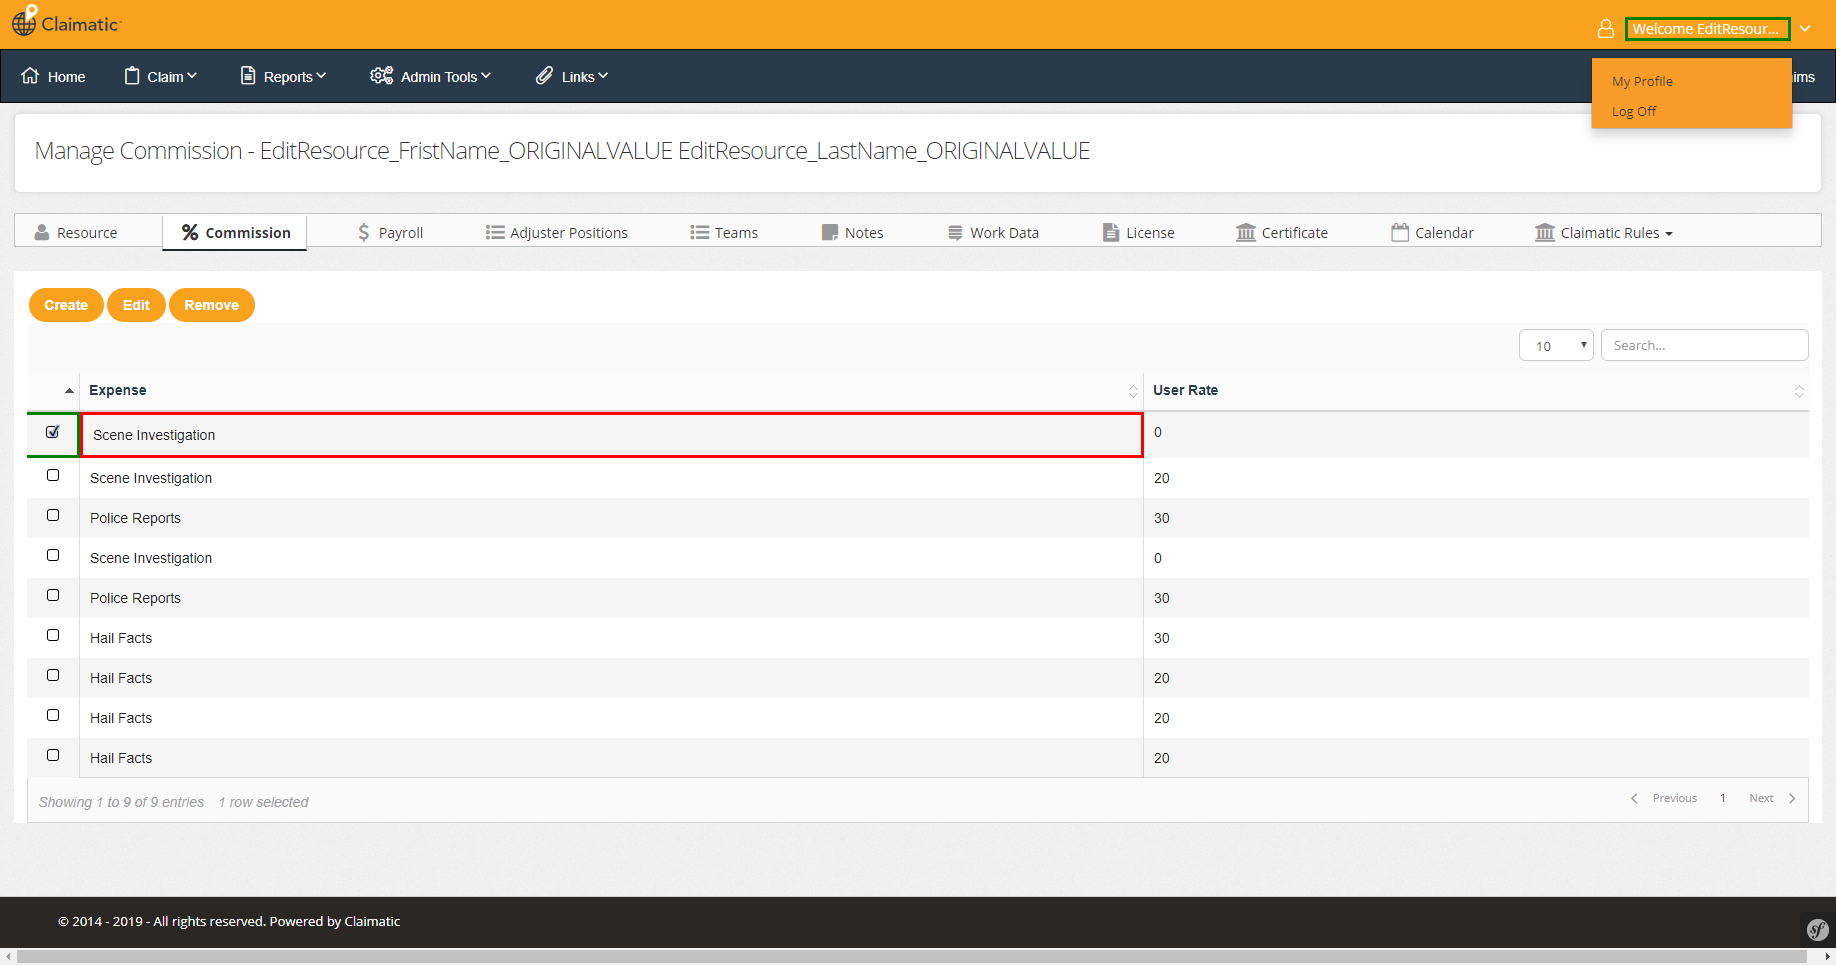 Claimatic
Welcome EditResour...
Home
Claim
Reports
Admin Tools
Links
ims
My Profile
Log Off
Manage Commission - EditResource_FristName_ORIGINALVALUE EditResource_LastName_ORIGINALVALUE
Resource
% Commission
$ Payroll
Adjuster Positions
Teams
Notes
Work Data
License
Certificate
Calendar
Claimatic Rules
Create
Edit
Remove
10
Search...
Expense
User Rate
Scene Investigation 0
Scene Investigation 20
Police Reports 30
Scene Investigation 0
Police Reports 30
Hail Facts 30
Hail Facts 20
Hail Facts 20
Hail Facts 20
Showing 1 to 9 of 9 entries 1 row selected
Previous 1 Next
© 2014 - 2019 - All rights reserved. Powered by Claimatic
sf